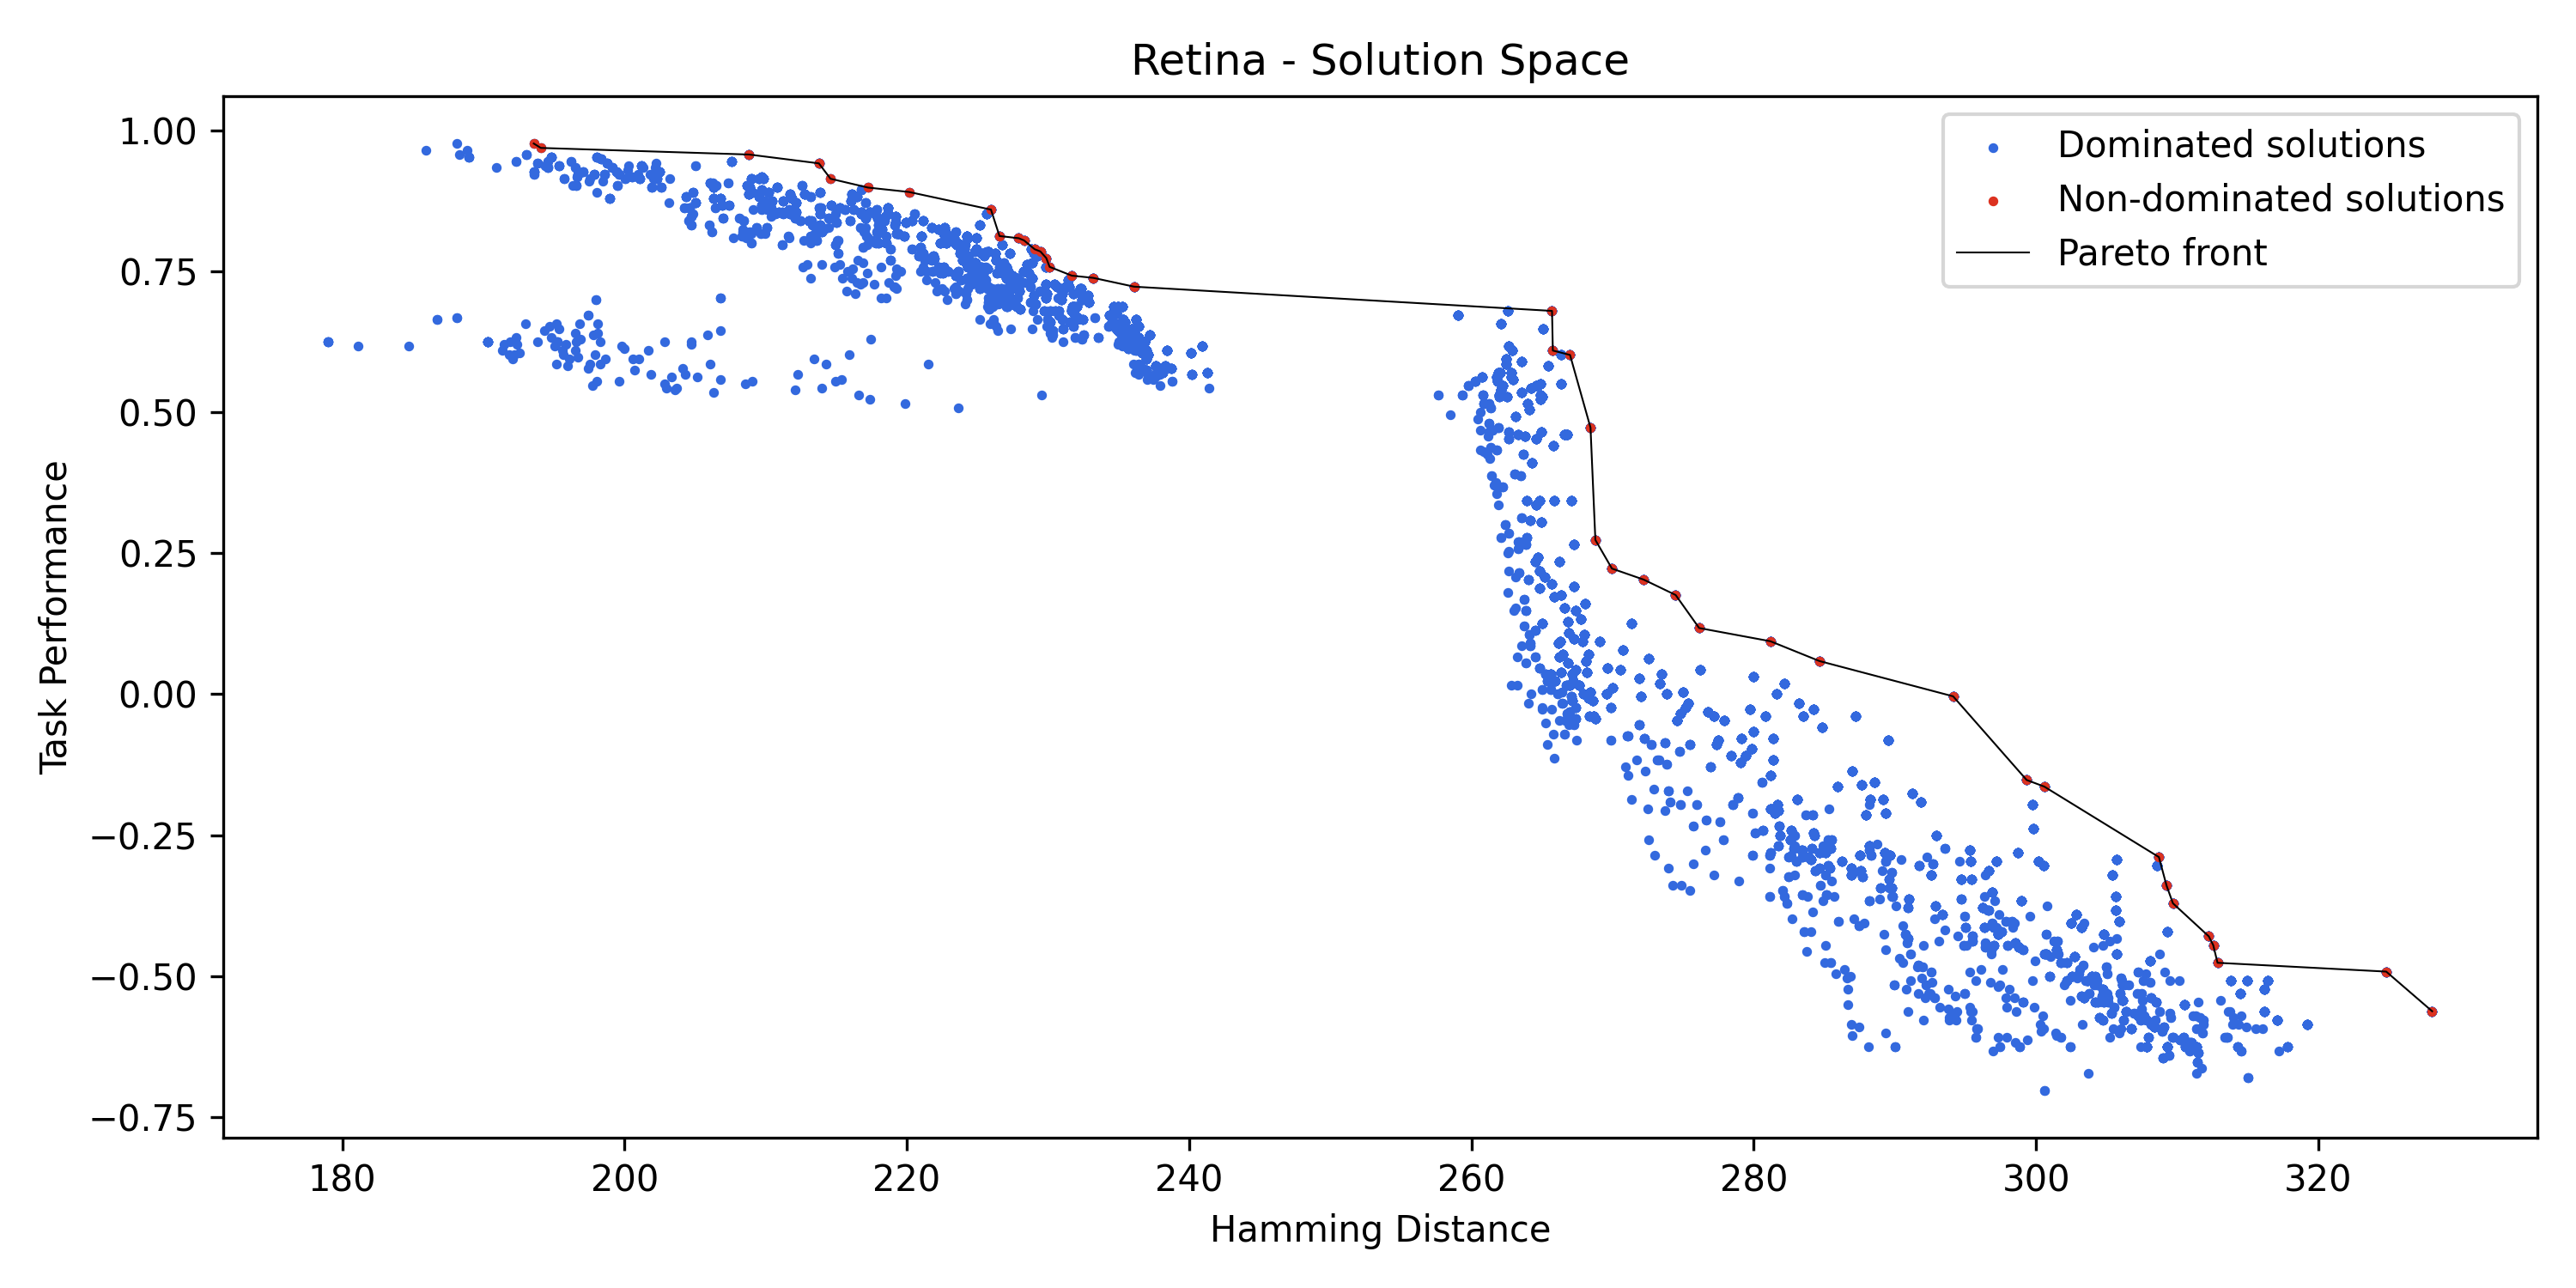 Retina - Solution Space
Dominated solutions
Non-dominated solutions
Pareto front
Task Performance
1.00
0.75
0.50
0.25
0.00
−0.25
−0.50
−0.75
180 200 220 240 260 280 300 320
Hamming Distance